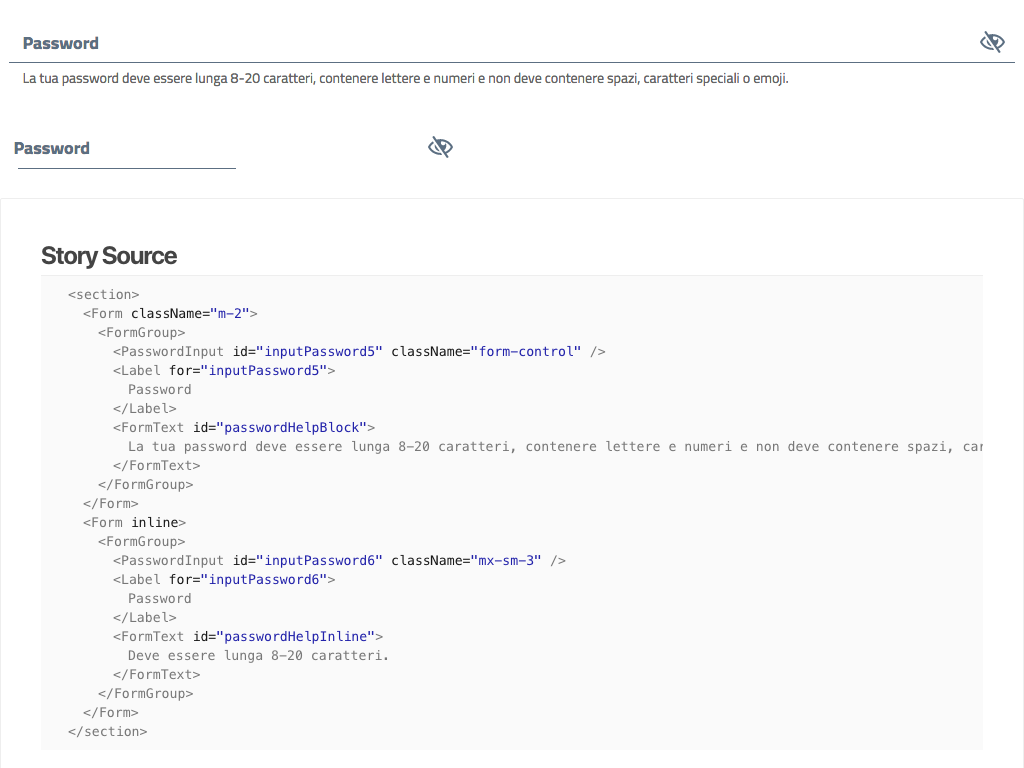 Password
La tua password deve essere lunga 8-20 caratteri, contenere lettere e numeri e non deve contenere spazi, caratteri speciali o emoji.
Password
Story Source
<section>
<Form className="m-2">
<FormGroup>
<PasswordInput id="inputPassword5" className="form-control" />
<Label for="inputPassword5">
Password
</Label>
<FormText id="passwordHelpBlock">
La tua password deve essere lunga 8-20 caratteri, contenere lettere e numeri e non deve contenere spazi, car
</FormText>
</FormGroup>
</Form>
<Form inline>
<FormGroup>
<PasswordInput id="inputPassword6" className="mx-sm-3" />
<Label for="inputPassword6">
Password
</Label>
<FormText id="passwordHelpInline">
Deve essere lunga 8-20 caratteri.
</FormText>
</FormGroup>
</Form>
</section>